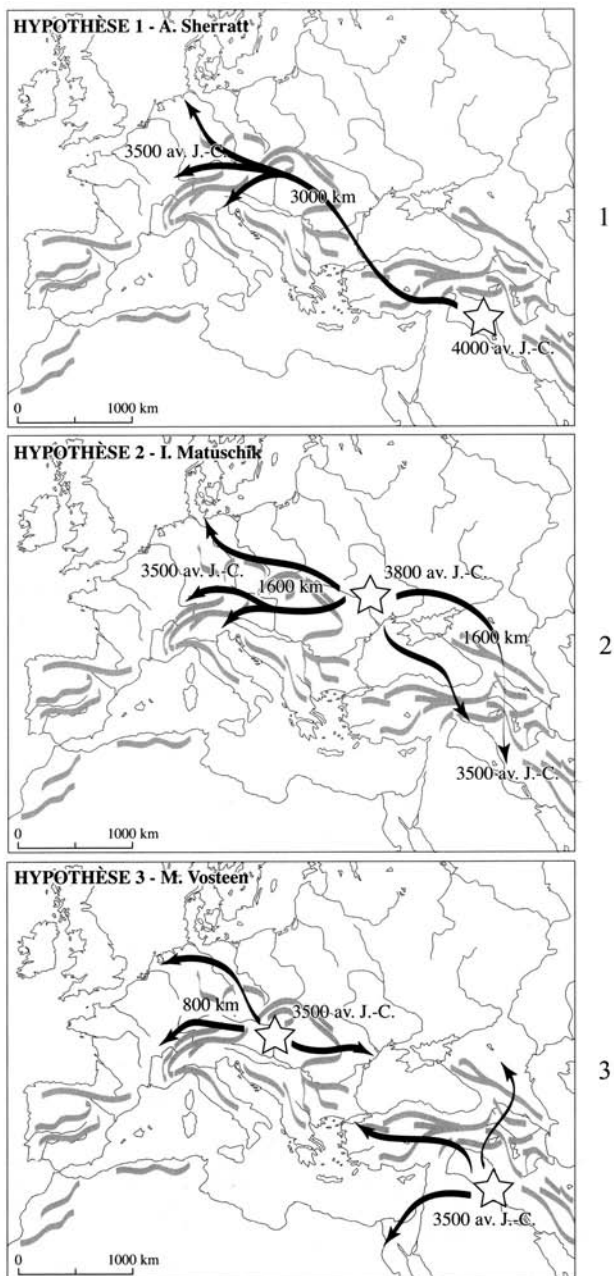 HYPOTHÈSE 1 - A. Sherratt
3500 av. J.-C.
3000 km
4000 av. J.-C.
0 1000 km
1
HYPOTHÈSE 2 - I. Matuschik
3500 av. J.-C.
1600 km
3800 av. J.-C.
1600 km
3500 av. J.-C.
0 1000 km
2
HYPOTHÈSE 3 - M. Vosteen
800 km
3500 av. J.-C.
3500 av. J.-C.
0 1000 km
3